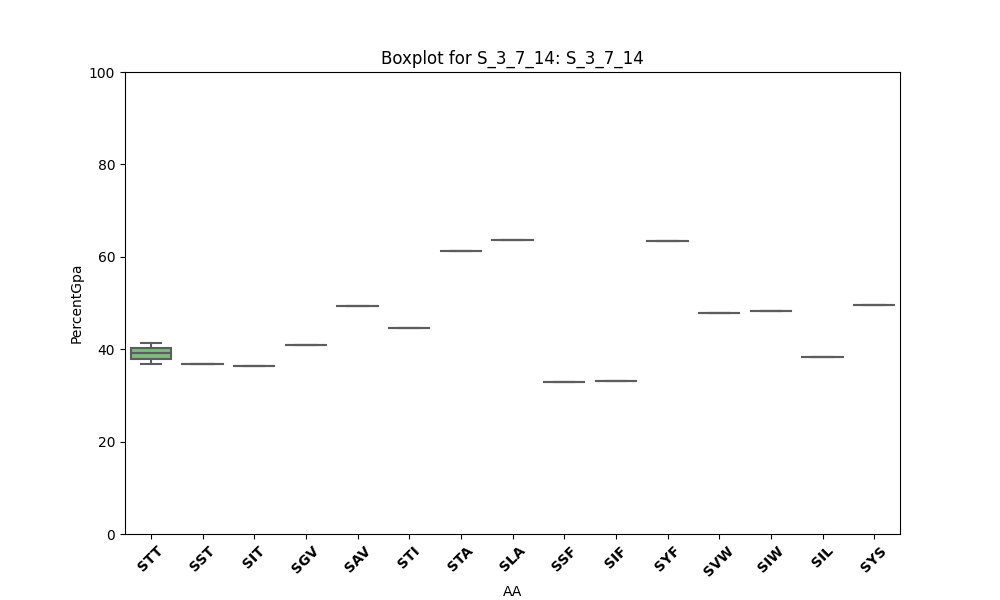 Boxplot for S_3_7_14: S_3_7_14
100
80
60
40
20
0
PercentGpa
STT SST SIT SGV SAV STI STA SLA SSF SIF SYF SVW SIW SIL SYS
AA